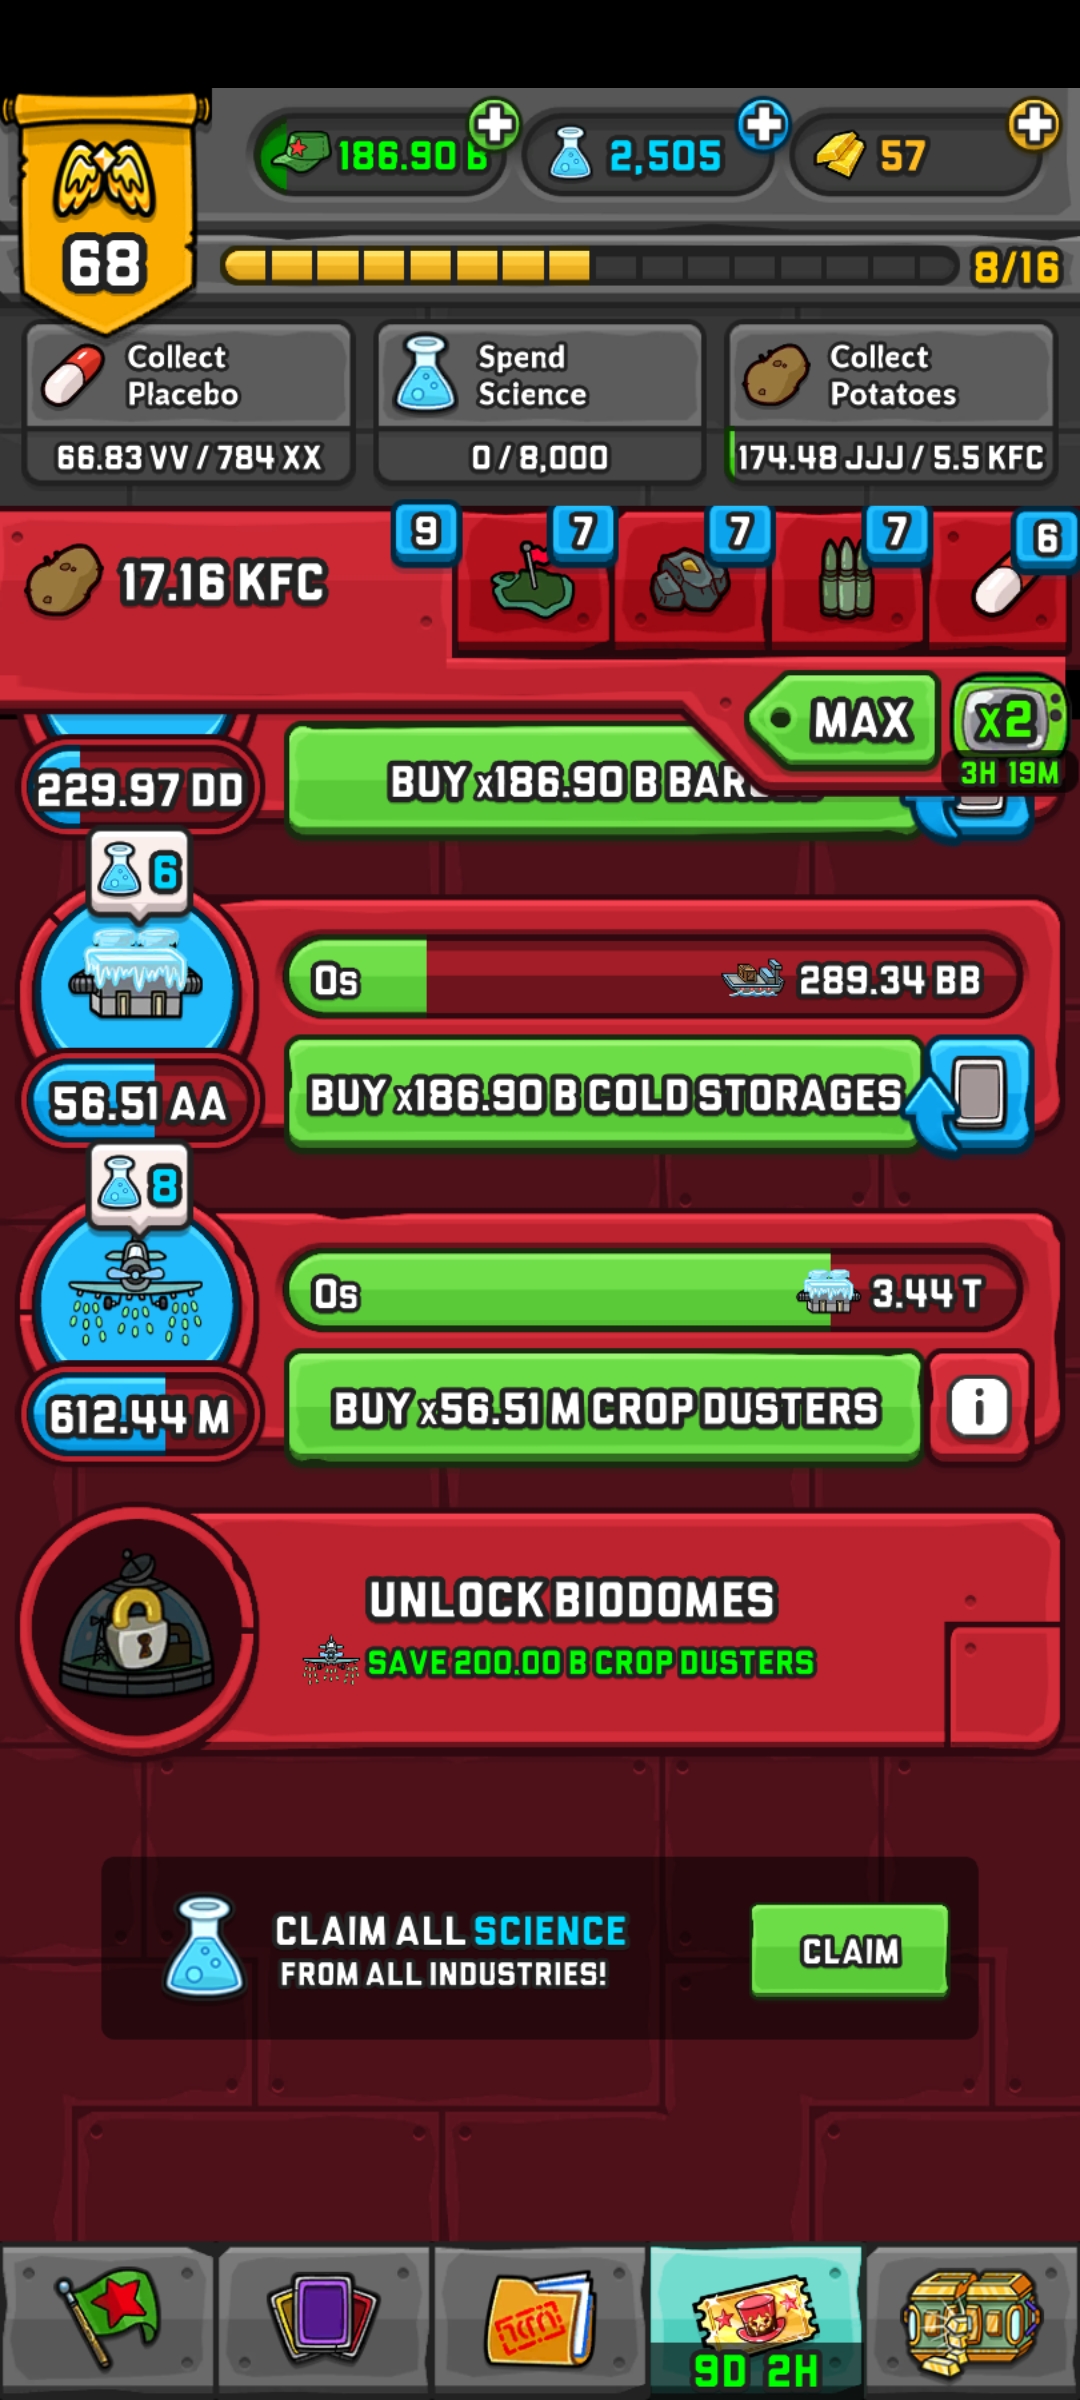 186.90 B
2,505
57
68
8/16
Collect
Placebo
66.83 VV / 784 XX
Spend
Science
0 / 8,000
Collect
Potatoes
174.48 JJJ / 5.5 KFC
17.16 KFC
9
7
7
7
6
MAX
x2
3H 19M
229.97 DD
BUY x186.90 B
6
0s
289.34 BB
56.51 AA
BUY x186.90 B COLD STORAGES
8
0s
3.44 T
612.44 M
BUY x56.51 M CROP DUSTERS
i
UNLOCK BIODOMES
SAVE 200.00 B CROP DUSTERS
CLAIM ALL SCIENCE
FROM ALL INDUSTRIES!
CLAIM
9D 2H